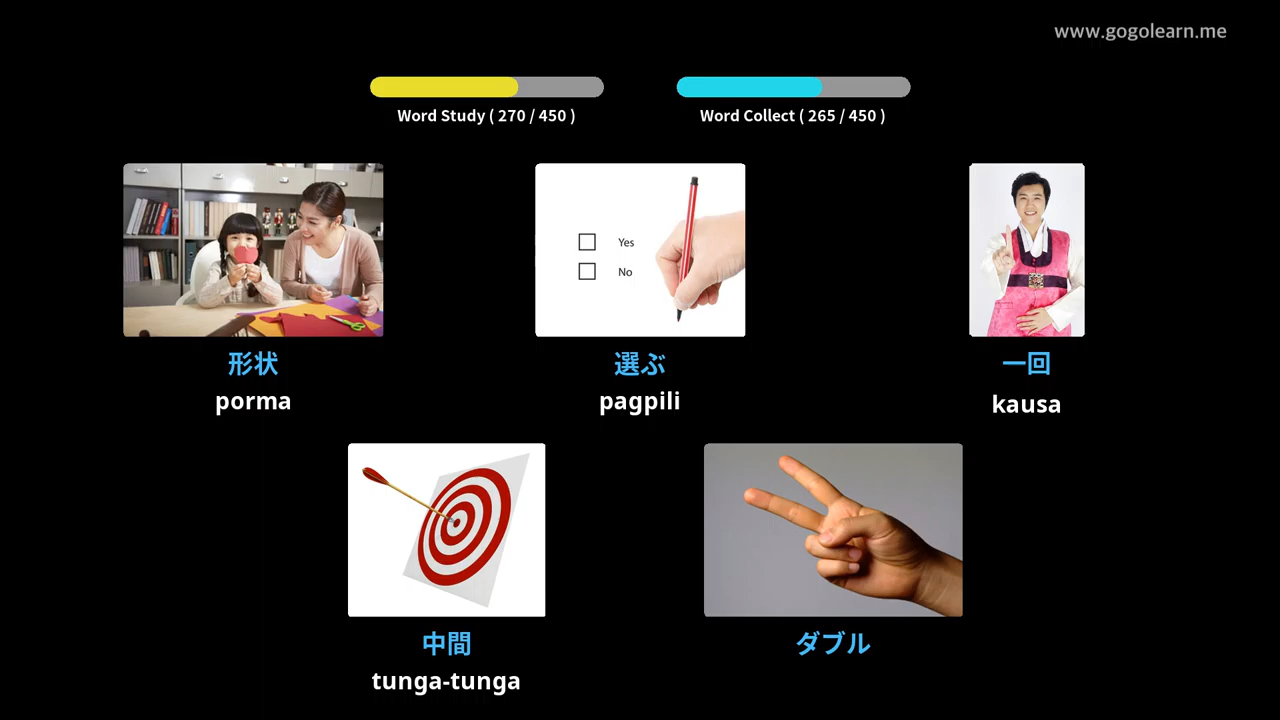 www.gogolearn.me
Word Study ( 270 / 450 )
Word Collect ( 265 / 450 )
Yes
No
形状
porma
選ぶ
pagpili
一回
kausa
中間
tunga-tunga
ダブル